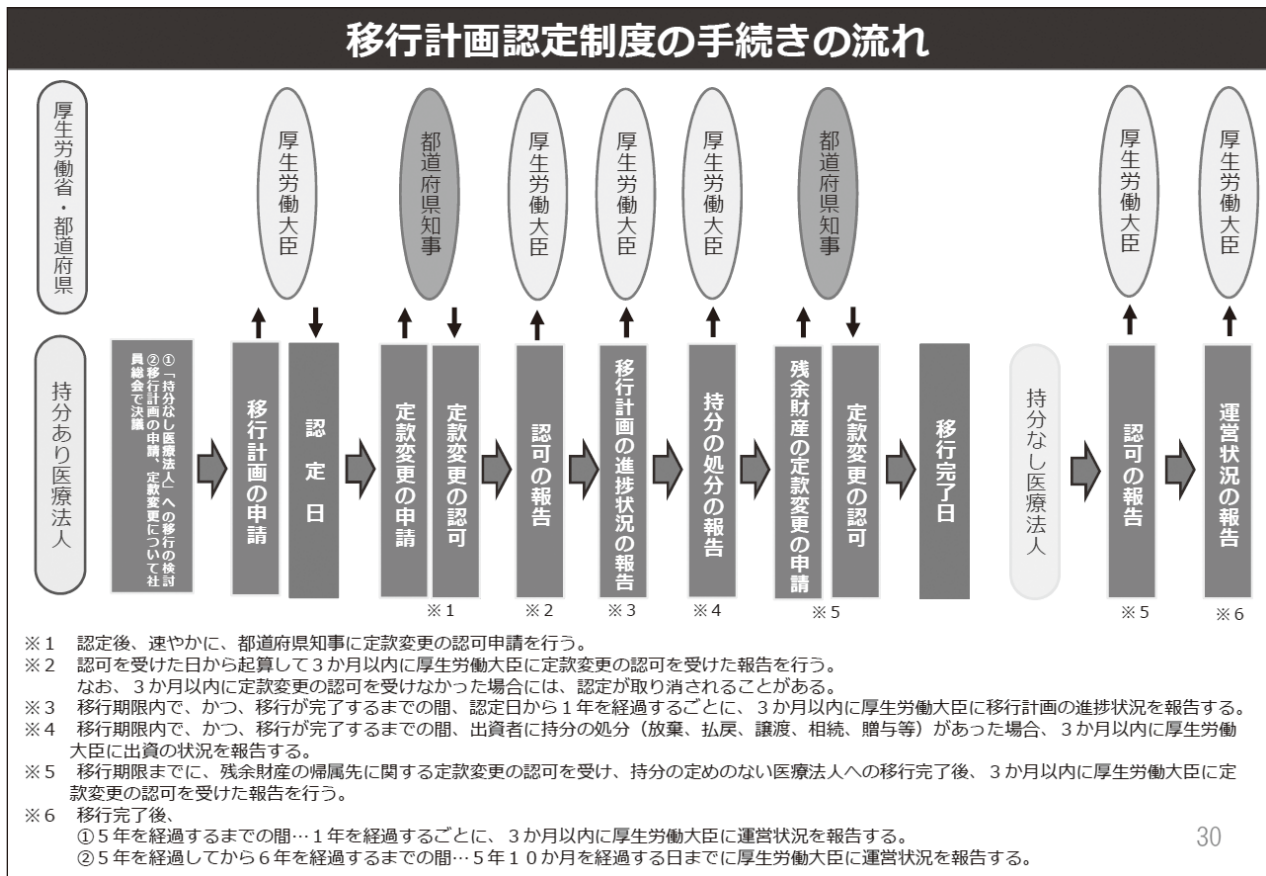 移行計画認定制度の手続きの流れ
厚生労働省・都道府県
厚生労働大臣
都道府県知事
厚生労働大臣
厚生労働大臣
厚生労働大臣
都道府県知事
厚生労働大臣
厚生労働大臣
持分あり医療法人
①「持分なし医療法人」への移行の検討
②移行計画の申請、定款変更について社
員総会で決議
移行計画の申請
認定日
定款変更の申請
定款変更の認可
認可の報告
移行計画の進捗状況の報告
持分の処分の報告
残余財産の定款変更の申請
定款変更の認可
移行完了日
持分なし医療法人
認可の報告
運営状況の報告
※1
※2
※3
※4
※5
※5
※6
※1 認定後、速やかに、都道府県知事に定款変更の認可申請を行う。
※2 認可を受けた日から起算して3か月以内に厚生労働大臣に定款変更の認可を受けた報告を行う。
なお、3か月以内に定款変更の認可を受けなかった場合には、認定が取り消されることがある。
※3 移行期限内で、かつ、移行が完了するまでの間、認定日から1年を経過するごとに、3か月以内に厚生労働大臣に移行計画の進捗状況を報告する。
※4 移行期限内で、かつ、移行が完了するまでの間、出資者に持分の処分（放棄、払戻、譲渡、相続、贈与等）があった場合、3か月以内に厚生労働
大臣に出資の状況を報告する。
※5 移行期限までに、残余財産の帰属先に関する定款変更の認可を受け、持分の定めのない医療法人への移行完了後、3か月以内に厚生労働大臣に定
款変更の認可を受けた報告を行う。
※6 移行完了後、
①5年を経過するまでの間…1年を経過するごとに、3か月以内に厚生労働大臣に運営状況を報告する。
②5年を経過してから6年を経過するまでの間…5年10か月を経過する日までに厚生労働大臣に運営状況を報告する。
30